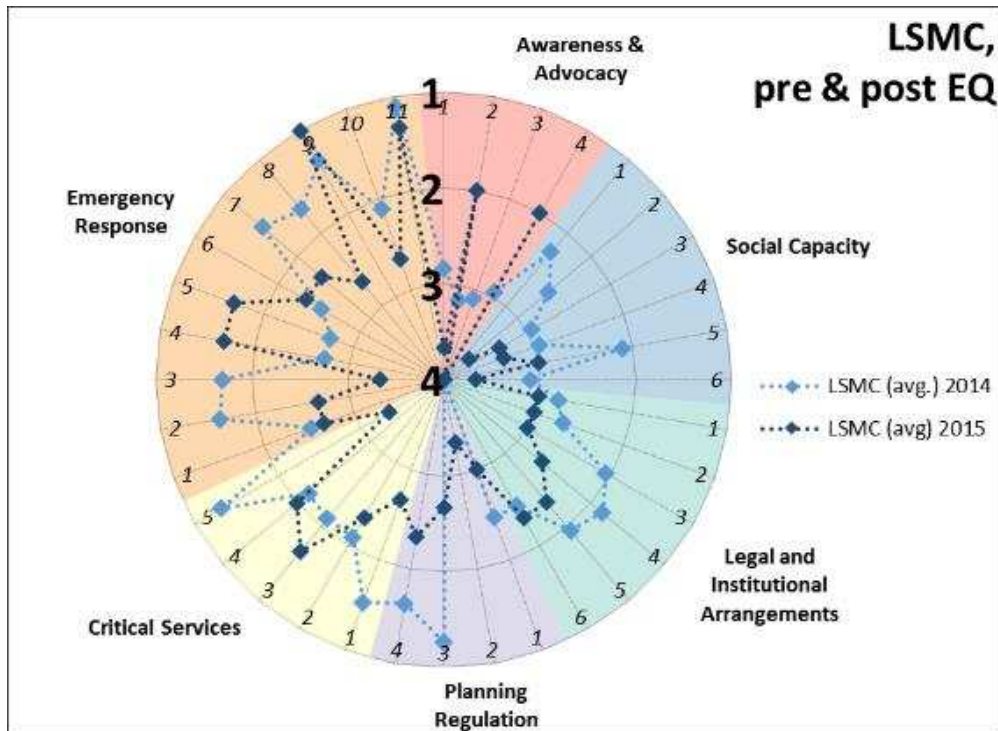 LSMC,
pre & post EQ
Awareness &
Advocacy
Social Capacity
Legal and
Institutional
Arrangements
Planning
Regulation
Critical Services
Emergency
Response
1
2
3
4
1
2
3
4
1
2
3
4
5
6
1
2
3
4
5
6
1
2
3
4
1
2
3
4
5
1
2
3
4
5
6
7
8
9
10
11
LSMC (avg.) 2014
LSMC (avg) 2015